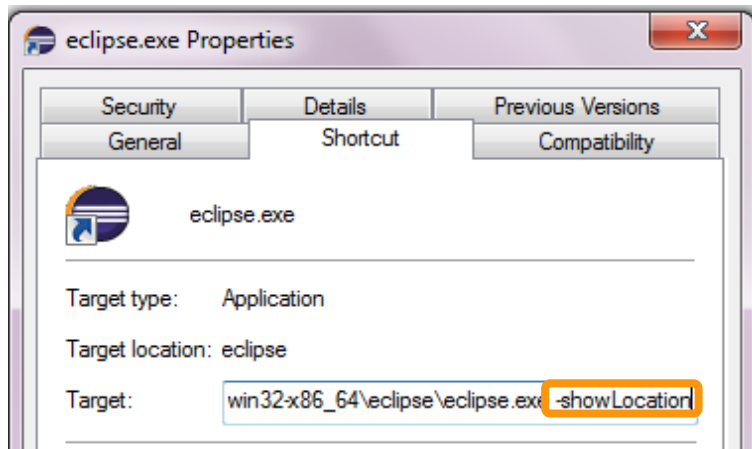 eclipse.exe Properties
X
Security Details Previous Versions
General Shortcut Compatibility
eclipse.exe
Target type: Application
Target location: eclipse
Target: win32-x86_64\eclipse\eclipse.exe -showLocation